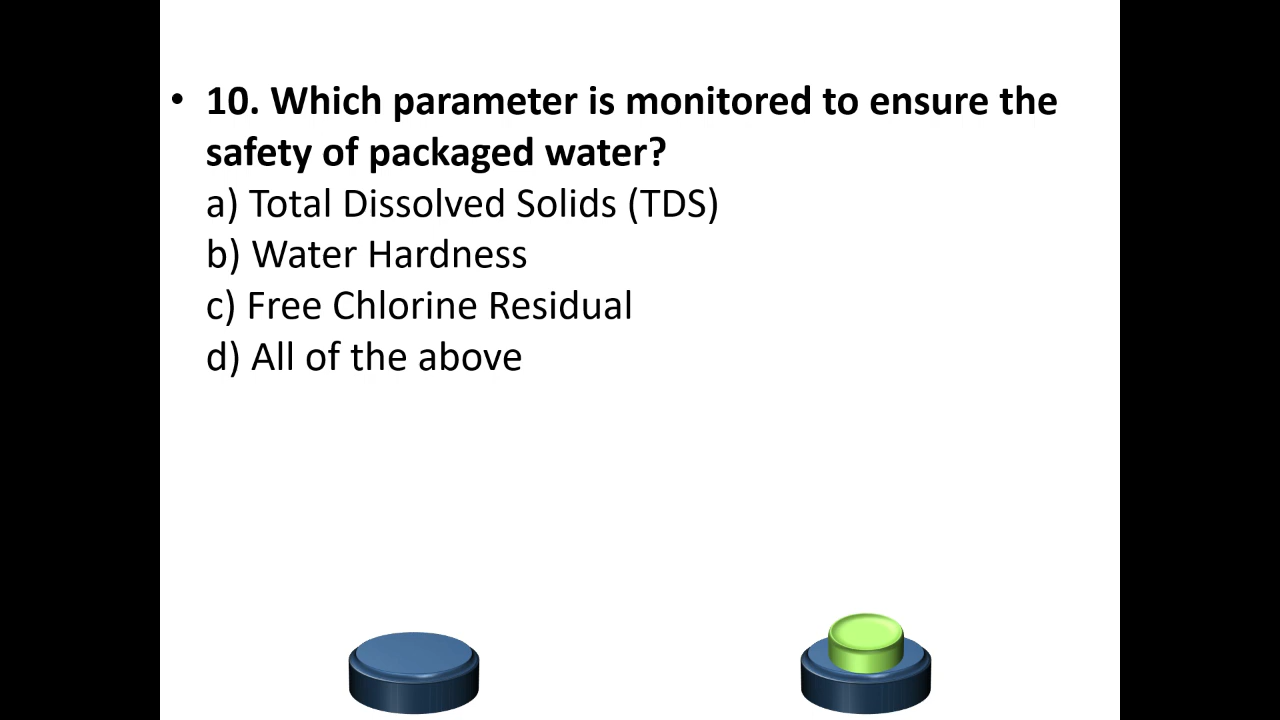 • 10. Which parameter is monitored to ensure the
safety of packaged water?
a) Total Dissolved Solids (TDS)
b) Water Hardness
c) Free Chlorine Residual
d) All of the above